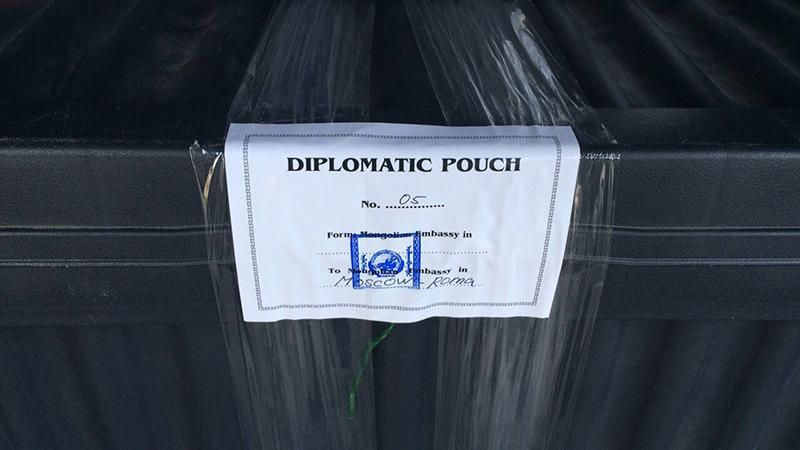 DIPLOMATIC POUCH
No. ....05.........
Form: Mongolian Embassy in
To Mongolian Embassy in
MOSCOW ROMA